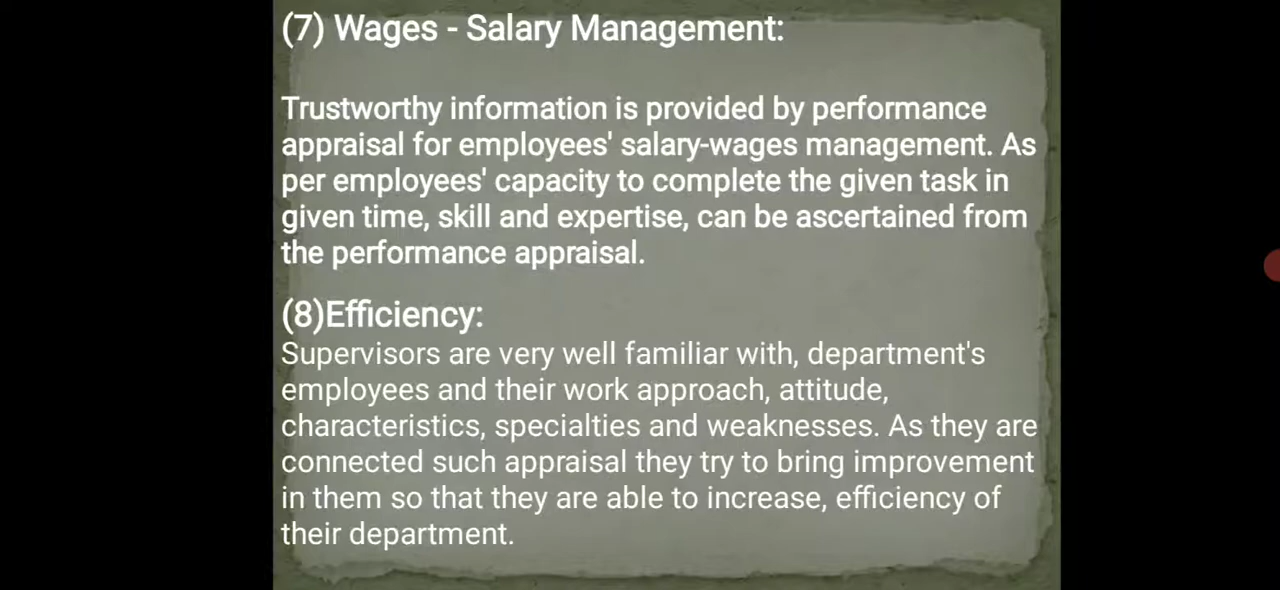 (7) Wages - Salary Management:
Trustworthy information is provided by performance
appraisal for employees' salary-wages management. As
per employees' capacity to complete the given task in
given time, skill and expertise, can be ascertained from
the performance appraisal.
(8)Efficiency:
Supervisors are very well familiar with, department's
employees and their work approach, attitude,
characteristics, specialties and weaknesses. As they are
connected such appraisal they try to bring improvement
in them so that they are able to increase, efficiency of
their department.